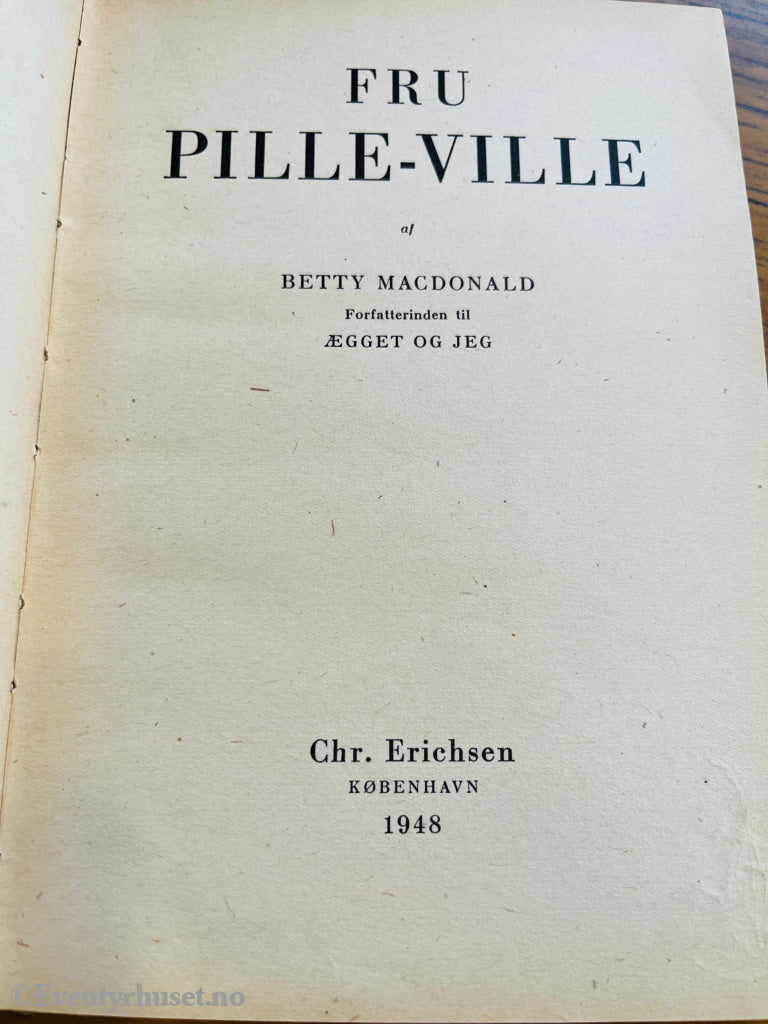 FRU
PILLE-VILLE
af
BETTY MACDONALD
Forfatterinden til
ÆGGET OG JEG
Chr. Erichsen
KØBENHAVN
1948
©Eventyrhuset.no